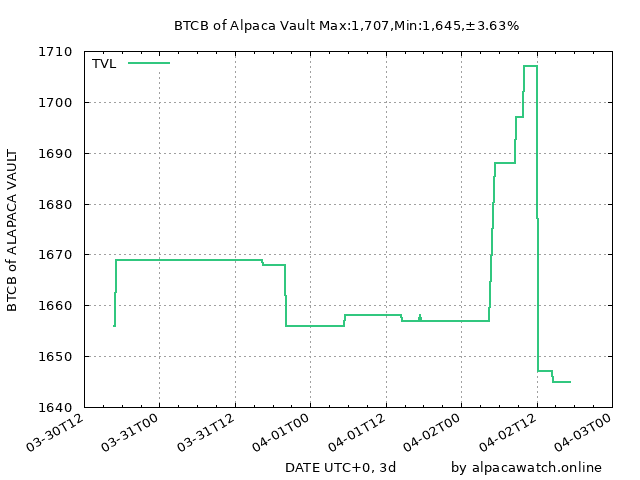 BTCB of Alpaca Vault Max:1,707,Min:1,645,±3.63%
TVL
1710
1700
1690
1680
1670
1660
1650
1640
BTCB of ALAPACA VAULT
03-30T12
03-31T00
03-31T12
04-01T00
04-01T12
04-02T00
04-02T12
04-03T00
DATE UTC+0, 3d
by alpacawatch.online